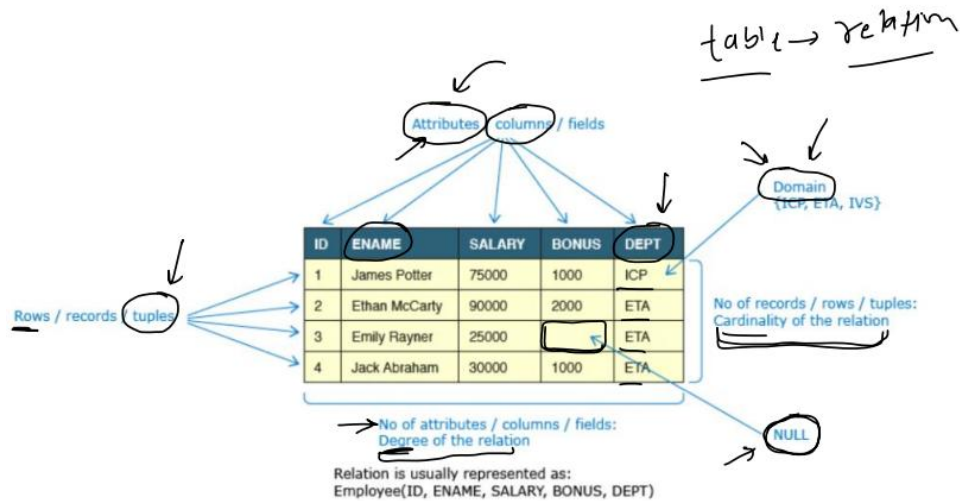 table → relation
Attributes columns / fields
Domain
{ICP, ETA, IVS}
ID ENAME SALARY BONUS DEPT
1 James Potter 75000 1000 ICP
2 Ethan McCarty 90000 2000 ETA
3 Emily Rayner 25000 ETA
4 Jack Abraham 30000 1000 ETA
Rows / records / tuples
No of records / rows / tuples:
Cardinality of the relation
No of attributes / columns / fields:
Degree of the relation
NULL
Relation is usually represented as:
Employee(ID, ENAME, SALARY, BONUS, DEPT)